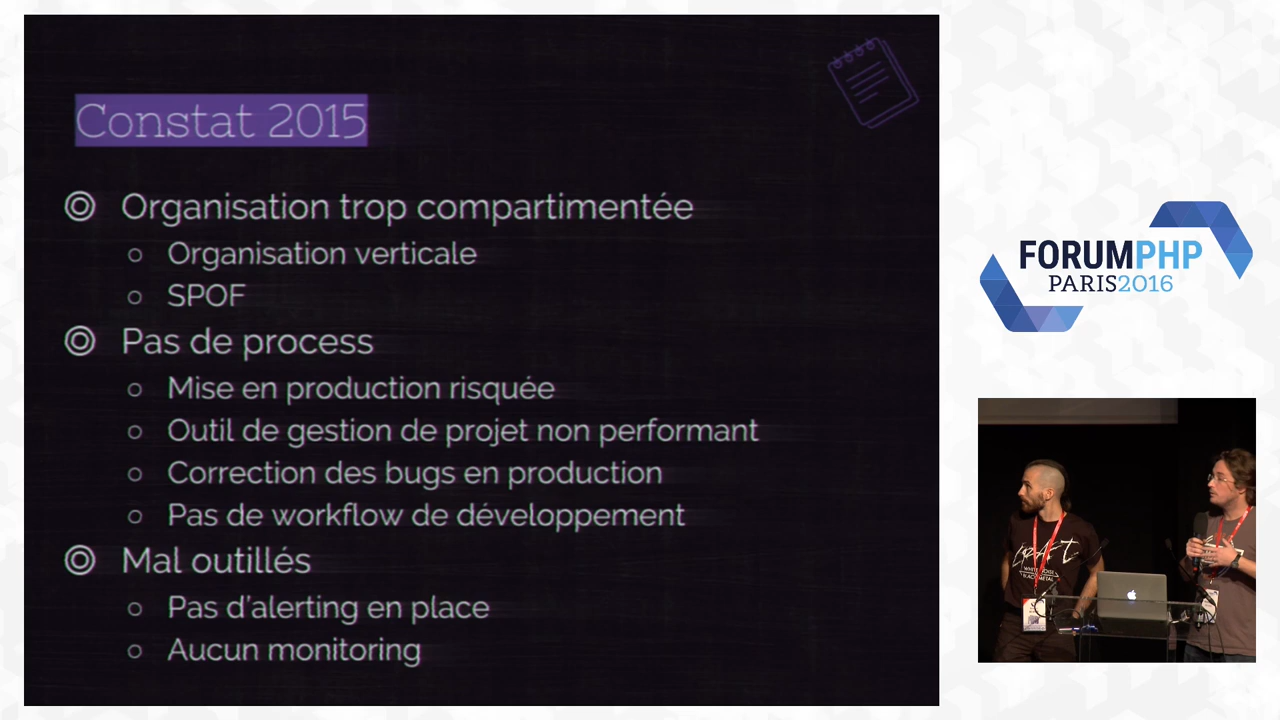 Constat 2015
Organisation trop compartimentée
Organisation verticale
SPOF
Pas de process
Mise en production risquée
Outil de gestion de projet non performant
Correction des bugs en production
Pas de workflow de développement
Mal outillés
Pas d'alerting en place
Aucun monitoring
FORUMPHP
PARIS2016